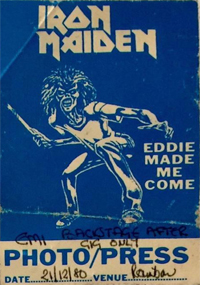 IRON
MAIDEN
EDDIE
MADE
ME
COME
EMI BACKSTAGE AFTER
GIG ONLY
PHOTO/PRESS
DATE 21/12/80 VENUE Rainbow